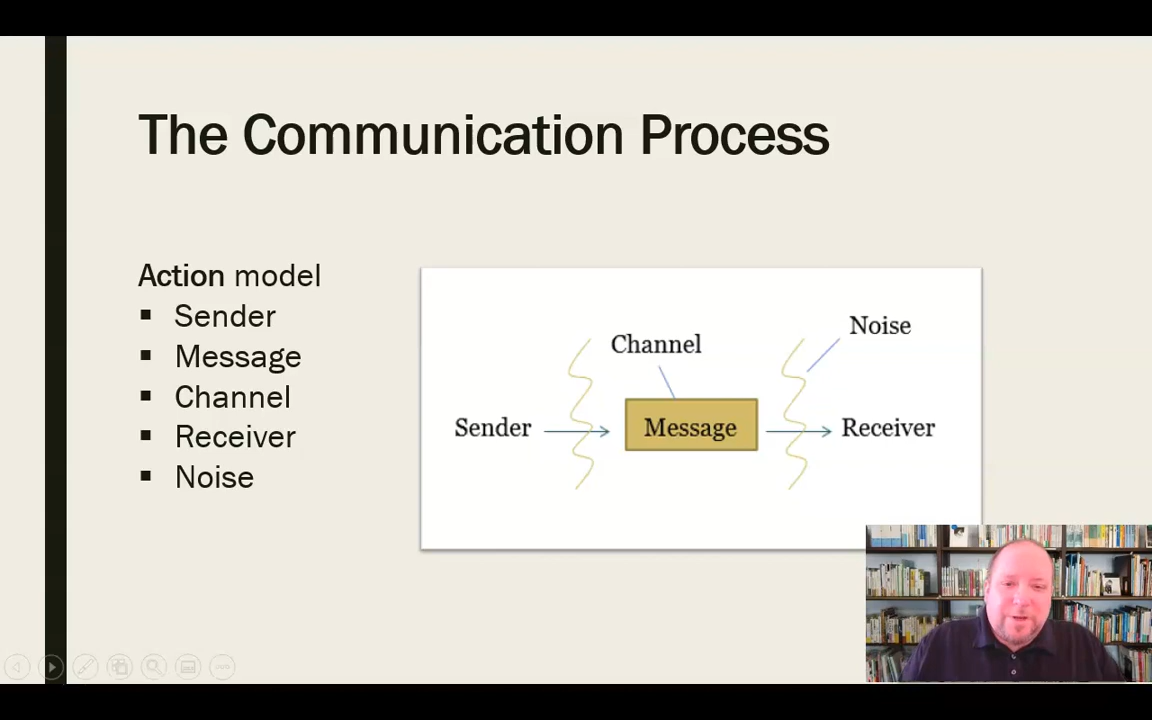 The Communication Process
Action model
▪ Sender
▪ Message
▪ Channel
▪ Receiver
▪ Noise
Noise
Channel
Sender
Message
Receiver